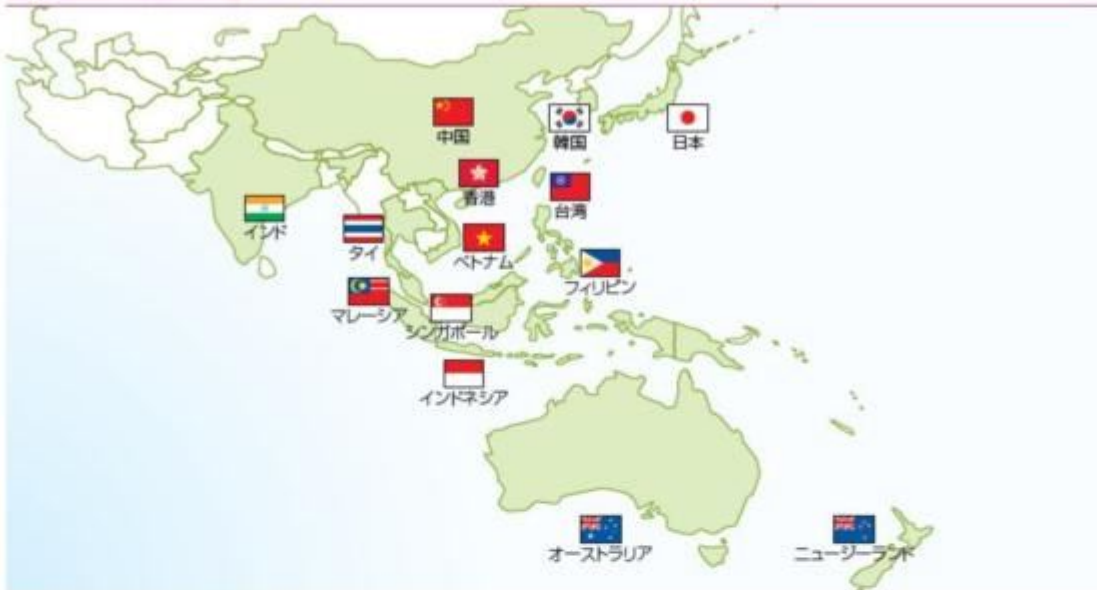 中国
韓国
日本
香港
台湾
インド
タイ
ベトナム
フィリピン
マレーシア
シンガポール
インドネシア
オーストラリア
ニュージーランド